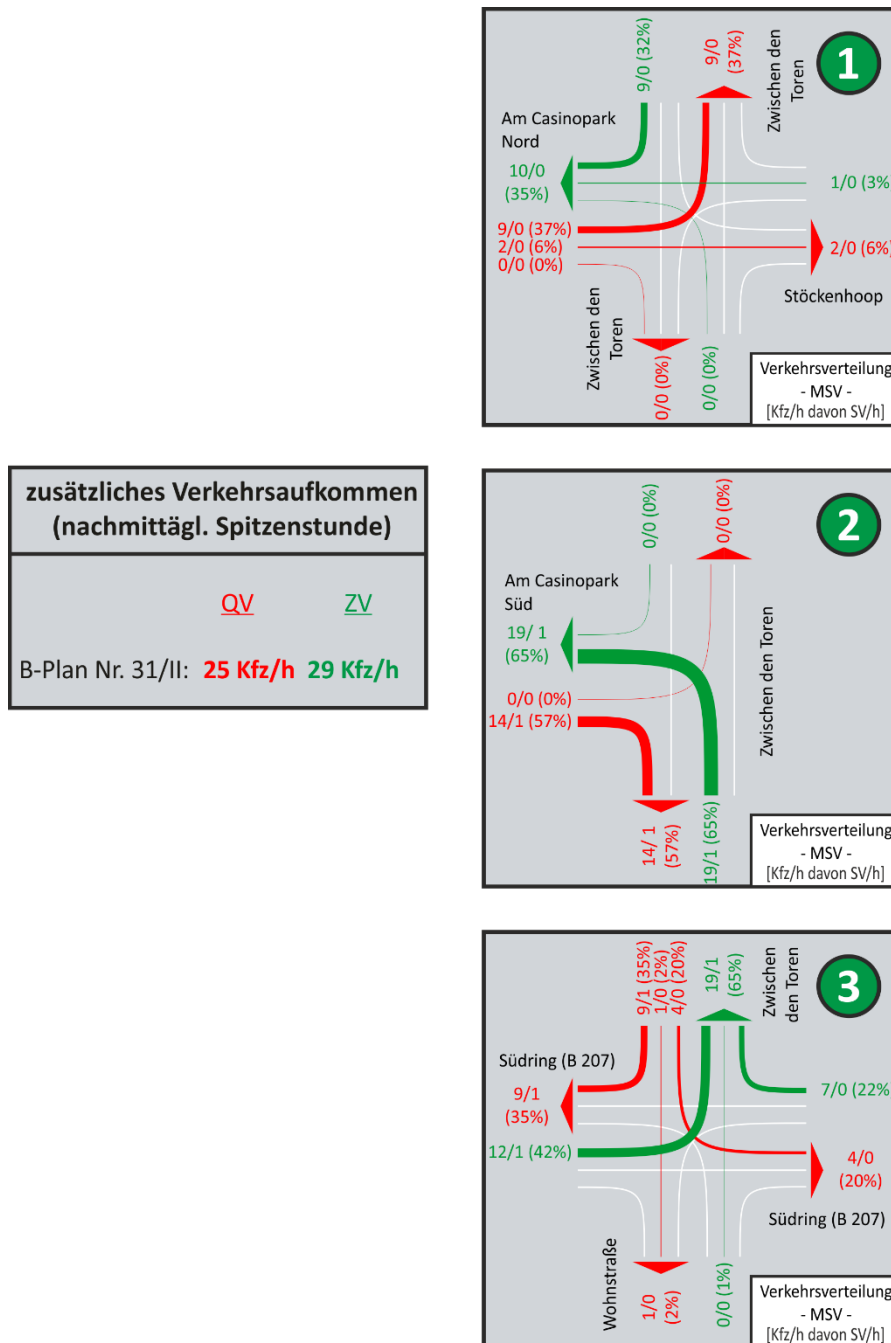 zusätzliches Verkehrsaufkommen
(nachmittägl. Spitzenstunde)
QV ZV
B-Plan Nr. 31/II: 25 Kfz/h 29 Kfz/h
1
9/0 (32%)
9/0
(37%)
Zwischen den
Toren
Am Casinopark
Nord
10/0
(35%)
1/0 (3%
9/0 (37%)
2/0 (6%)
0/0 (0%)
2/0 (6%)
Stöckenhoop
Zwischen den
Toren
0/0 (0%)
0/0 (0%)
Verkehrsverteilung
- MSV -
[Kfz/h davon SV/h]
2
0/0 (0%)
0/0 (0%)
Am Casinopark
Süd
19/ 1
(65%)
0/0 (0%)
14/1 (57%)
Zwischen den Toren
14/ 1
(57%)
19/1 (65%)
Verkehrsverteilung
- MSV -
[Kfz/h davon SV/h]
3
9/1 (35%)
1/0 (2%)
4/0 (20%)
19/1
(65%)
Zwischen
den Toren
Südring (B 207)
9/1
(35%)
7/0 (22%
12/1 (42%)
4/0
(20%)
Südring (B 207)
Wohnstraße
1/0
(2%)
0/0 (1%)
Verkehrsverteilung
- MSV -
[Kfz/h davon SV/h]